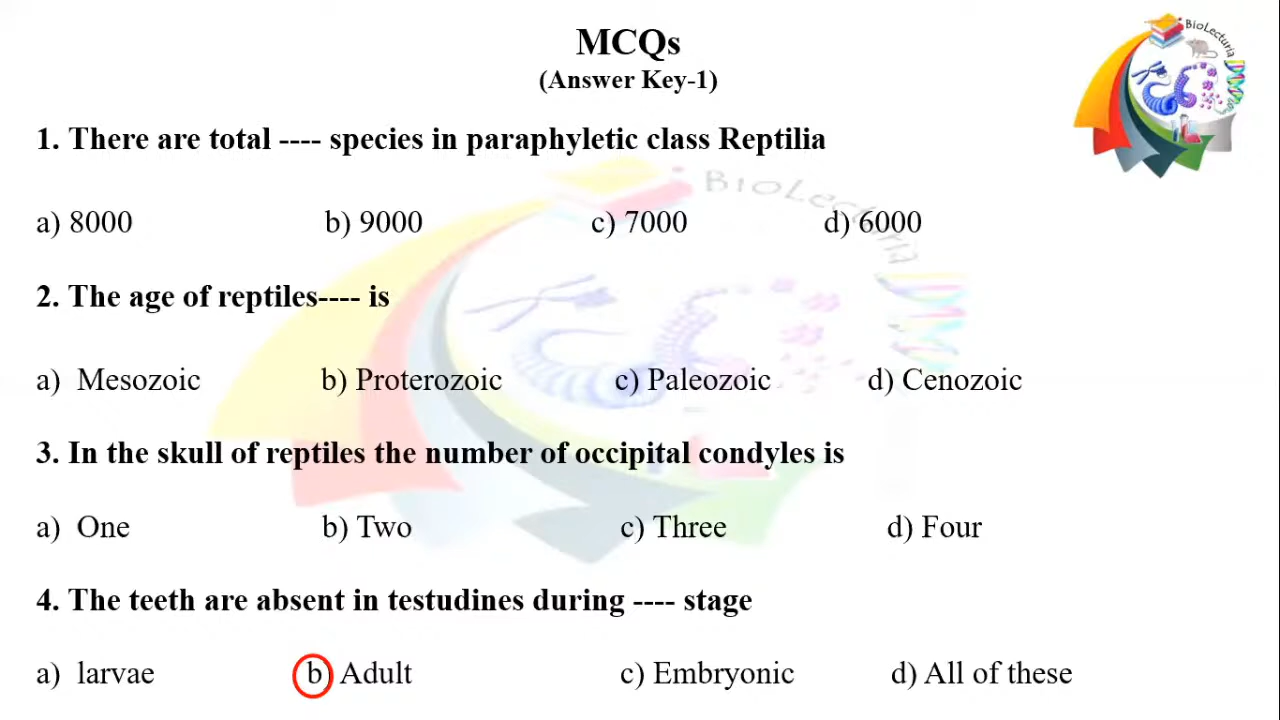 MCQs
(Answer Key-1)
BioLecturia
1. There are total ---- species in paraphyletic class Reptilia
BioLecturia
a) 8000 b) 9000 c) 7000 d) 6000
2. The age of reptiles---- is
a) Mesozoic b) Proterozoic c) Paleozoic d) Cenozoic
3. In the skull of reptiles the number of occipital condyles is
a) One b) Two c) Three d) Four
4. The teeth are absent in testudines during ---- stage
a) larvae b) Adult c) Embryonic d) All of these